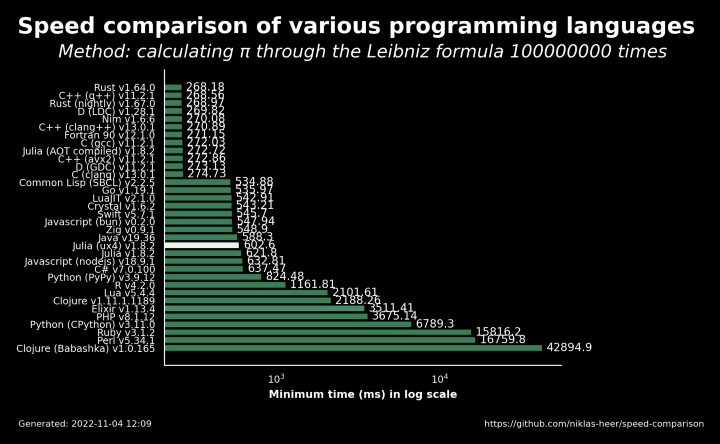 Speed comparison of various programming languages
Method: calculating π through the Leibniz formula 100000000 times
Rust v1.64.0 268.18
C++ (g++) v11.2.1 268.56
Rust (nightly) v1.67.0 268.97
D (LDC) v1.28.1 269.82
Nim v1.6.6 270.08
C++ (clang++) v13.0.1 270.89
Fortran 90 v12.1.0 271.15
C (gcc) v11.2.1 272.03
Julia (AOT compiled) v1.8.2 272.72
C++ (avx2) v11.2.1 272.86
D (GDC) v11.2.1 273.13
C (clang) v13.0.1 274.73
Common Lisp (SBCL) v2.2.5 534.88
Go v1.19.1 535.97
LuaJIT v2.1.0 542.91
Crystal v1.6.2 543.21
Swift v5.7.1 545.7
Javascript (bun) v0.2.0 547.94
Zig v0.9.1 548.9
Java v19.36 588.3
Julia (ux4) v1.8.2 602.6
Julia v1.8.2 621.8
Javascript (nodejs) v18.9.1 632.81
C# v7.0.100 637.47
Python (PyPy) v3.9.12 824.48
R v4.2.0 1161.81
Lua v5.4.4 2101.61
Clojure v1.11.1.1189 2188.26
Elixir v1.13.4 3511.41
PHP v8.1.12 3675.14
Python (CPython) v3.11.0 6789.3
Ruby v3.1.2 15816.2
Perl v5.34.1 16759.8
Clojure (Babashka) v1.0.165 42894.9
10³ 10⁴
Minimum time (ms) in log scale
Generated: 2022-11-04 12:09
https://github.com/niklas-heer/speed-comparison